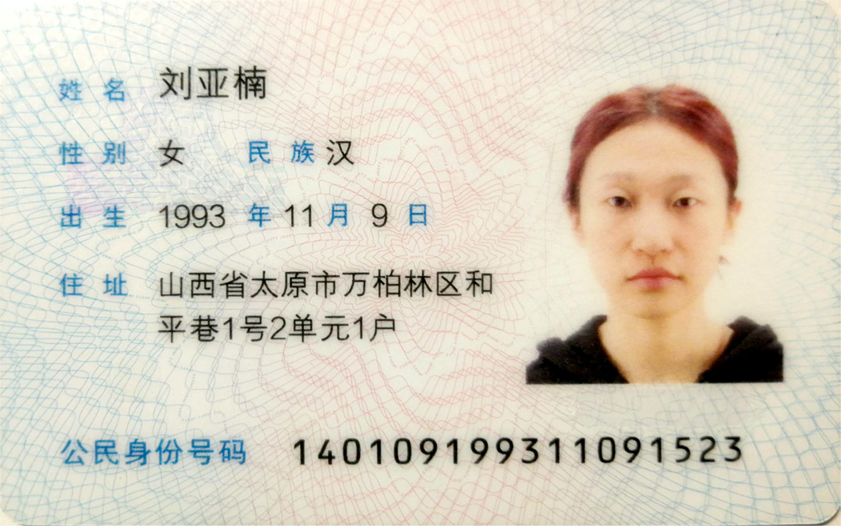 姓名 刘亚楠
性别 女 民族 汉
出生 1993 年 11 月 9 日
住址 山西省太原市万柏林区和
平巷1号2单元1户
公民身份号码 140109199311091523